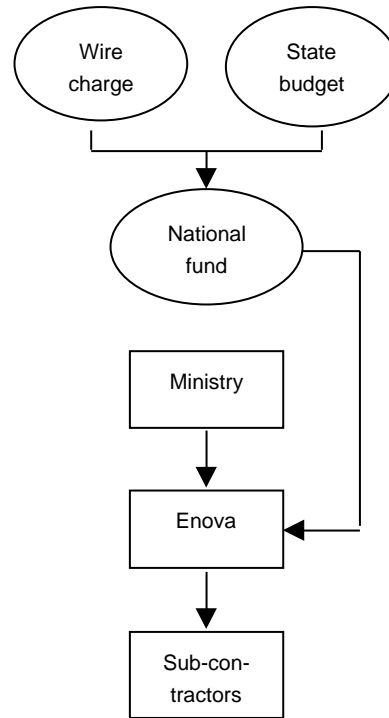 Wire
charge
State
budget
National
fund
Ministry
Enova
Sub-con-
tractors